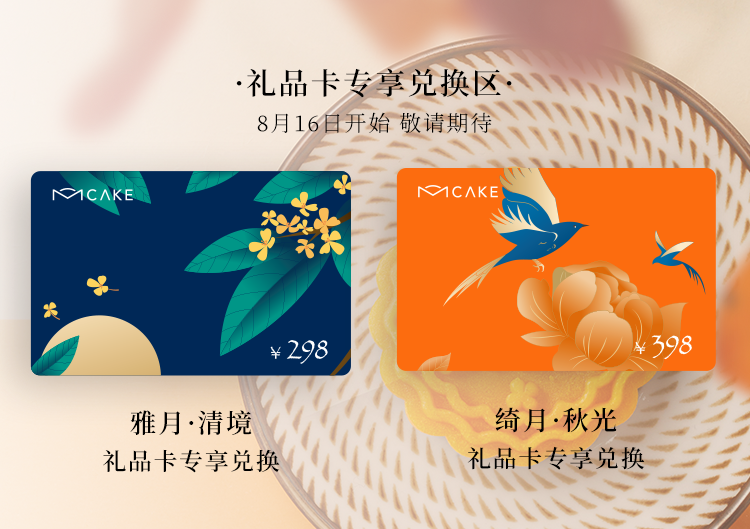 ·礼品卡专享兑换区·
8月16日开始 敬请期待
MCAKE
¥ 298
MCAKE
¥ 398
雅月·清境
礼品卡专享兑换
绮月·秋光
礼品卡专享兑换